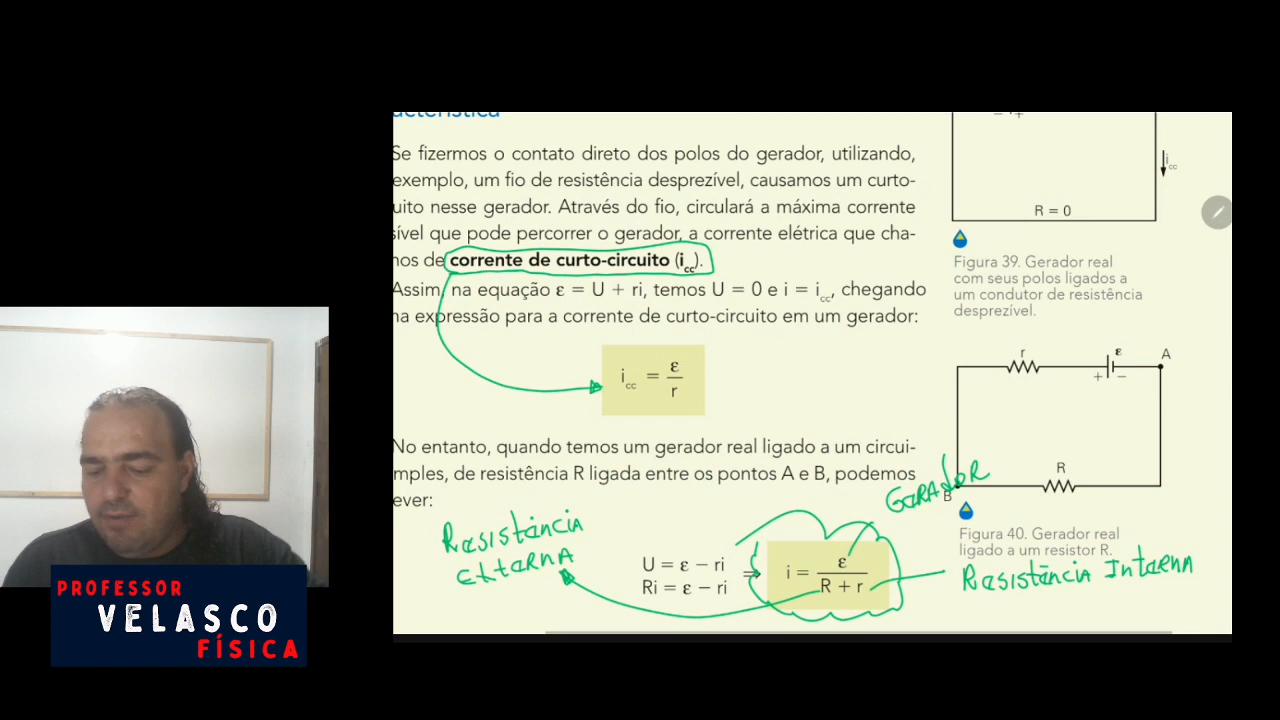 acterística
Se fizermos o contato direto dos polos do gerador, utilizando,
exemplo, um fio de resistência desprezível, causamos um curto-
uito nesse gerador. Através do fio, circulará a máxima corrente
sível que pode percorrer o gerador, a corrente elétrica que cha-
nos de corrente de curto-circuito (icc).
Assim, na equação ε = U + ri, temos U = 0 e i = icc, chegando
na expressão para a corrente de curto-circuito em um gerador:
icc = ε/r
No entanto, quando temos um gerador real ligado a um circui-
mples, de resistência R ligada entre os pontos A e B, podemos
ever:
Resistência
externa
U = ε − ri
Ri = ε − ri
⇒ i = ε/(R + r)
− +
icc
R = 0
Figura 39. Gerador real
com seus polos ligados a
um condutor de resistência
desprezível.
r
ε
A
+ −
R
B
Gerador
Figura 40. Gerador real
ligado a um resistor R.
Resistência Interna
PROFESSOR
VELASCO
FÍSICA